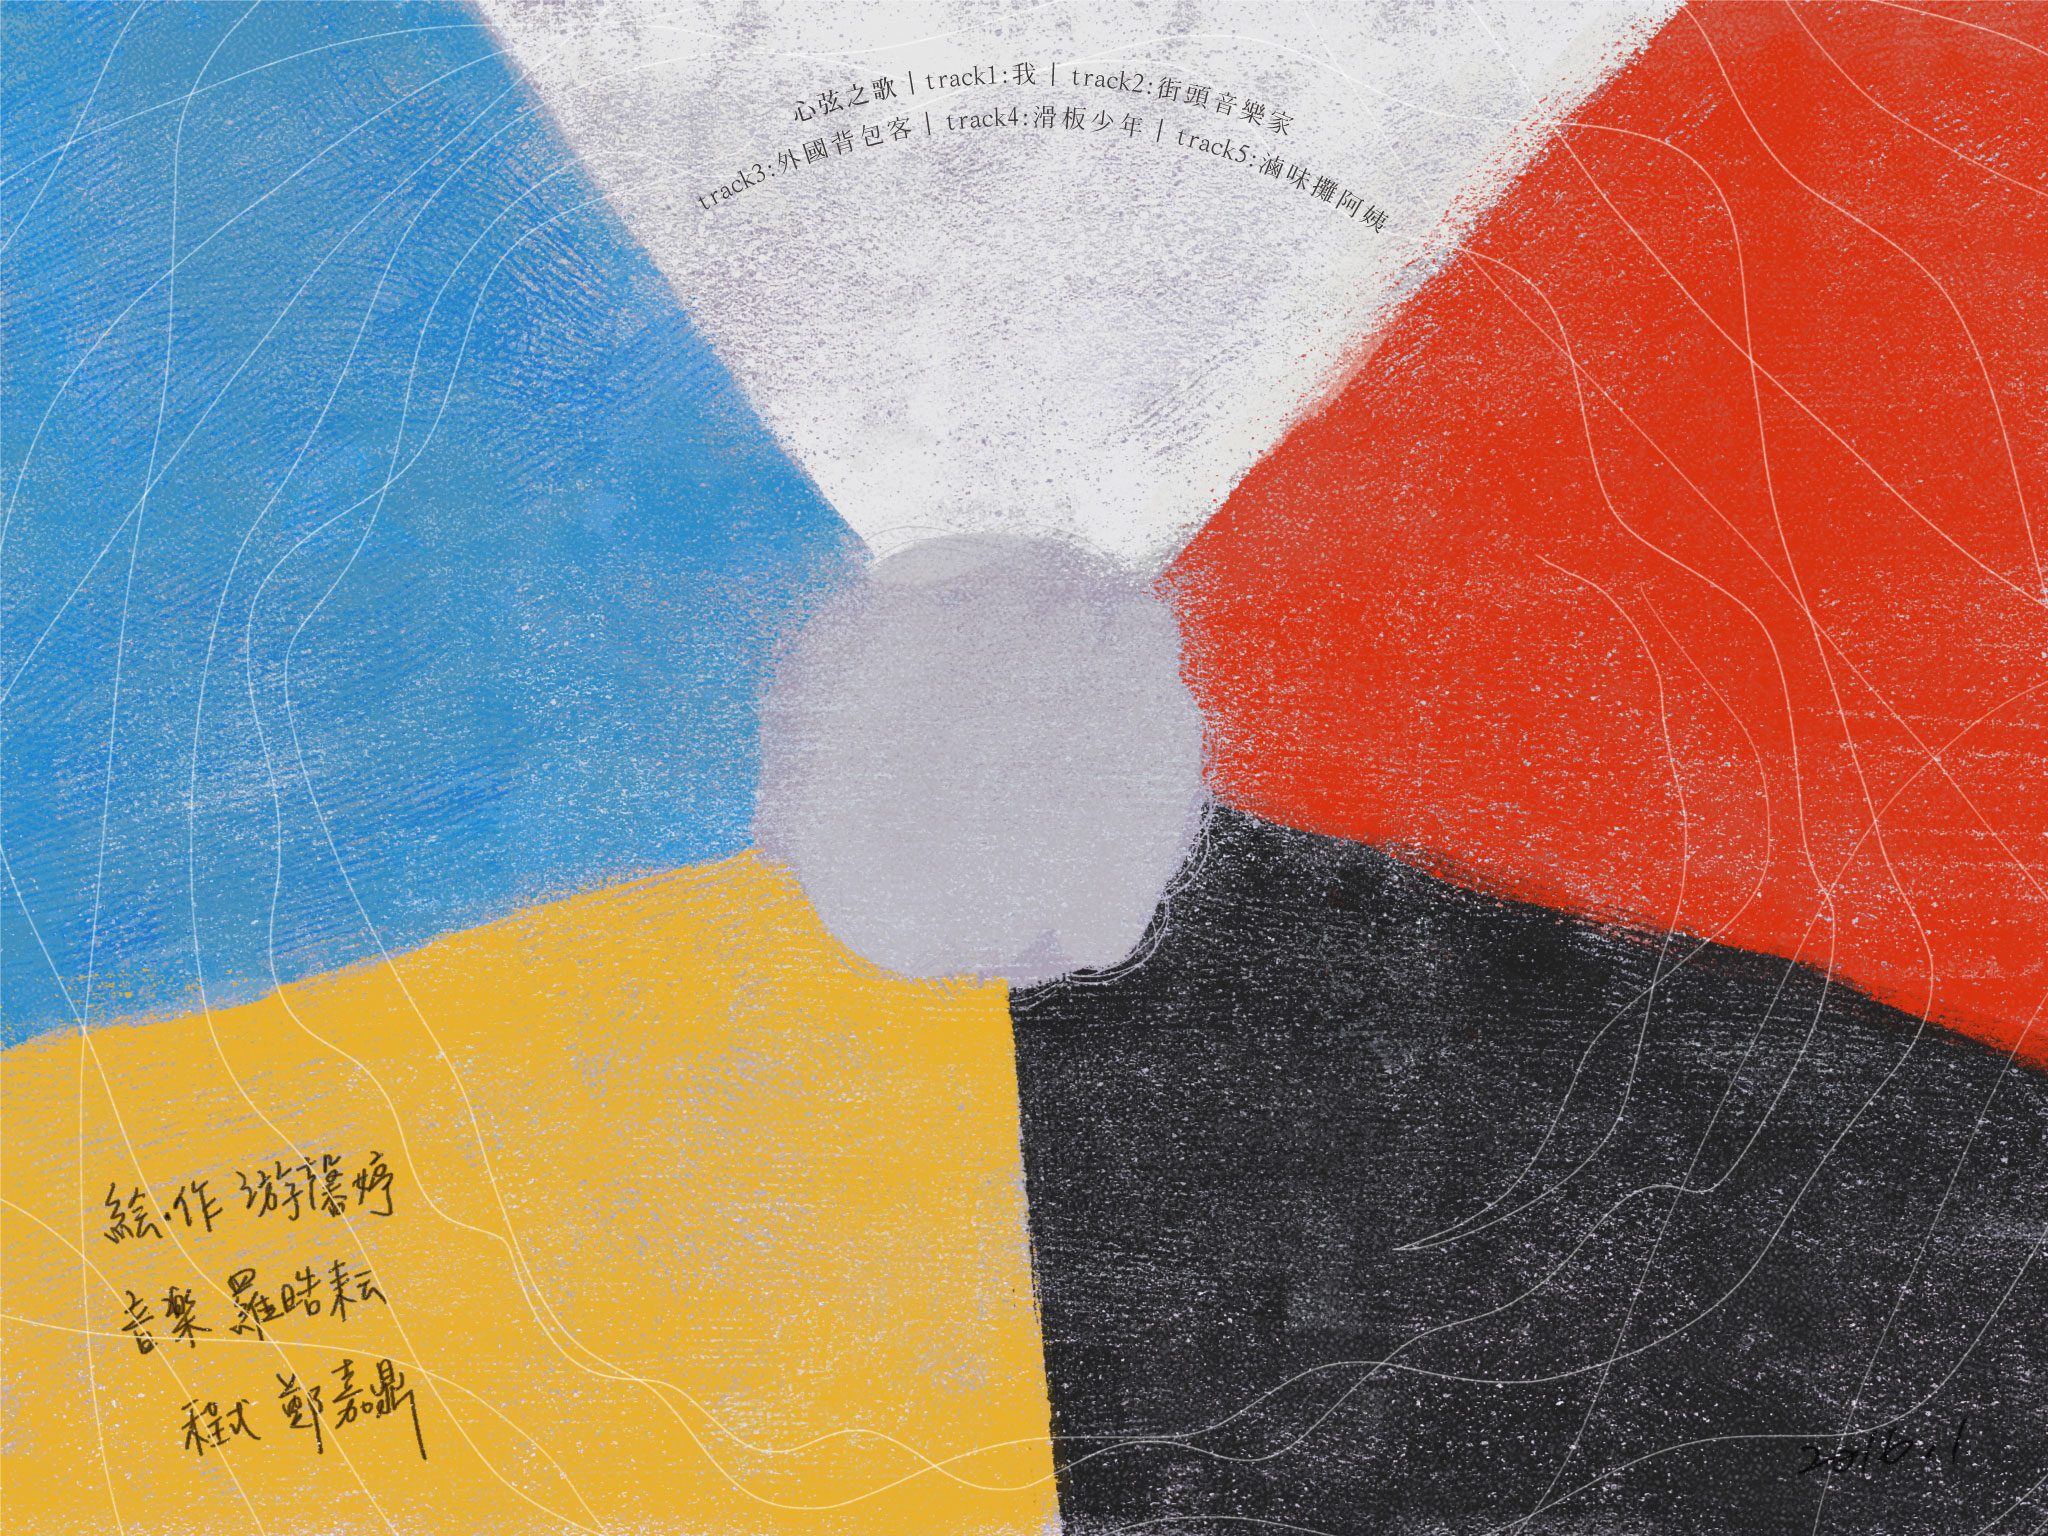 心弦之歌 | track1:我 | track2:街頭音樂家
track3:外國背包客 | track4:滑板少年 | track5:滷味攤阿姨
絵·作 游馨婷
音樂 羅晧耘
程式 鄭嘉鼎
2016.1